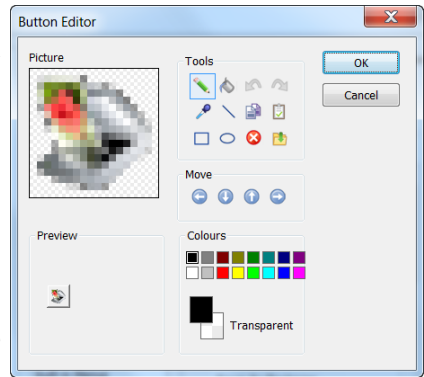 Button Editor
Picture
Tools
OK
Cancel
Move
Preview
Colours
Transparent